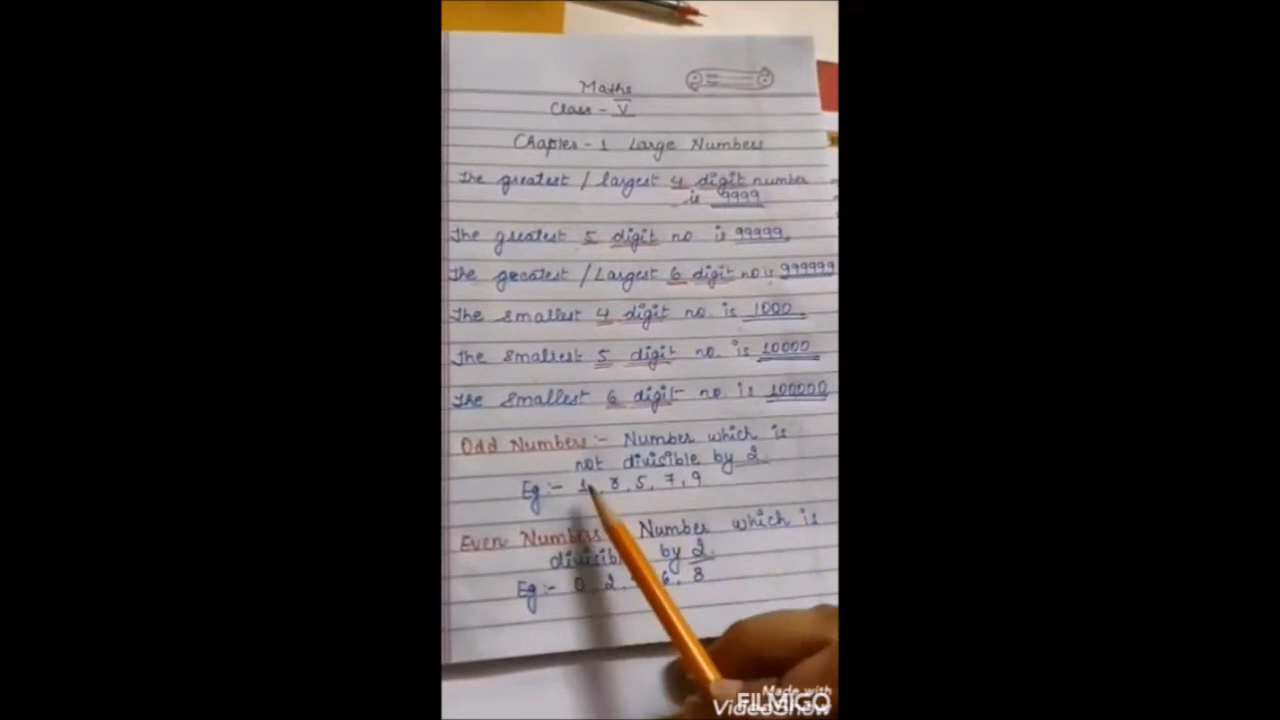 Maths
Class - V
Chapter - 1 Large Numbers
The greatest / largest 4 digit number
is 9999
The greatest 5 digit no is 99999.
The greatest / Largest 6 digit no is 999999
The smallest 4 digit no. is 1000.
The smallest 5 digit no. is 10000
The smallest 6 digit no is 100000
Odd Numbers:- Number which is
not divisible by 2.
Eg:- 1, 3, 5, 7, 9
Even Numbers Number which is
divisible by 2.
Eg:- 0, 2, 6, 8
Made with
FILMIGO
VideoShow